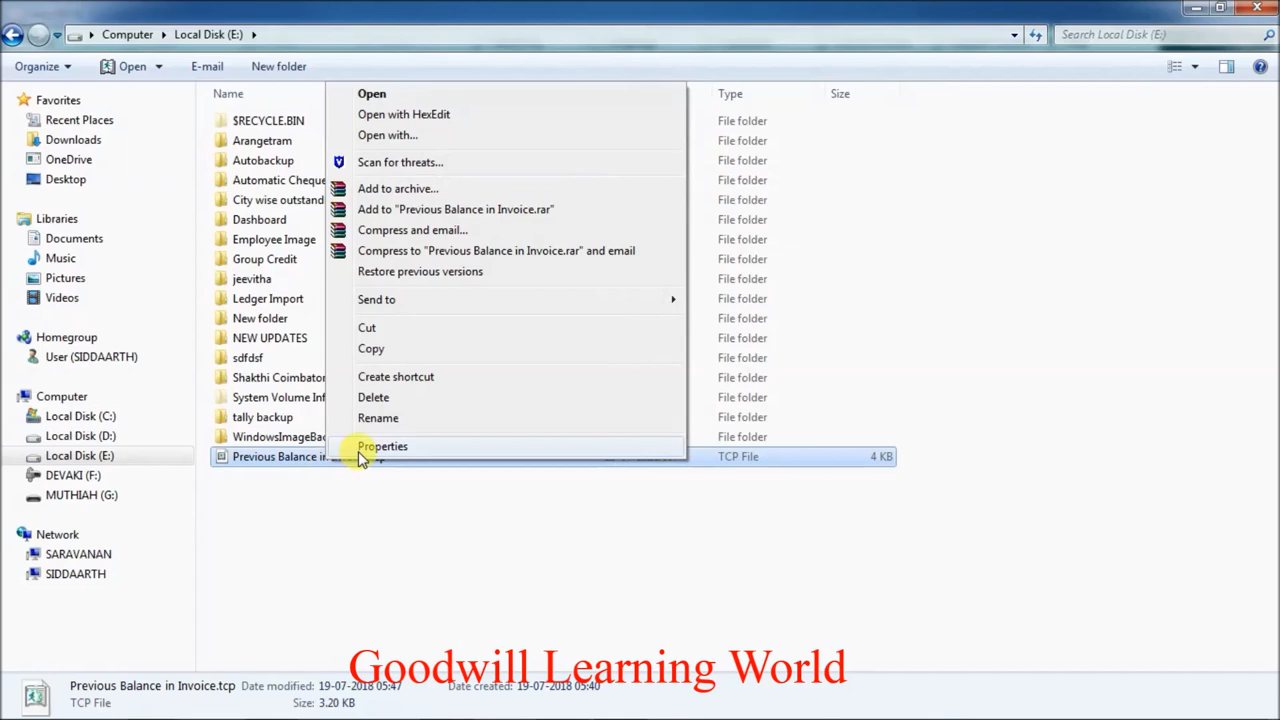 Computer Local Disk (E:) Search Local Disk (E:)
Organize Open E-mail New folder
Favorites
Recent Places
Downloads
OneDrive
Desktop
Libraries
Documents
Music
Pictures
Videos
Homegroup
User (SIDDAARTH)
Computer
Local Disk (C:)
Local Disk (D:)
Local Disk (E:)
DEVAKI (F:)
MUTHIAH (G:)
Network
SARAVANAN
SIDDAARTH
Name Type Size
$RECYCLE.BIN File folder
Arangetram File folder
Autobackup File folder
Automatic Cheque File folder
City wise outstand File folder
Dashboard File folder
Employee Image File folder
Group Credit File folder
jeevitha File folder
Ledger Import File folder
New folder File folder
NEW UPDATES File folder
sdfdsf File folder
Shakthi Coimbator File folder
System Volume Inf File folder
tally backup File folder
WindowsImageBac File folder
Previous Balance in TCP File 4 KB
Open
Open with HexEdit
Open with...
Scan for threats...
Add to archive...
Add to "Previous Balance in Invoice.rar"
Compress and email...
Compress to "Previous Balance in Invoice.rar" and email
Restore previous versions
Send to
Cut
Copy
Create shortcut
Delete
Rename
Properties
Goodwill Learning World
Previous Balance in Invoice.tcp Date modified: 19-07-2018 05:47 Date created: 19-07-2018 05:40
TCP File Size: 3.20 KB